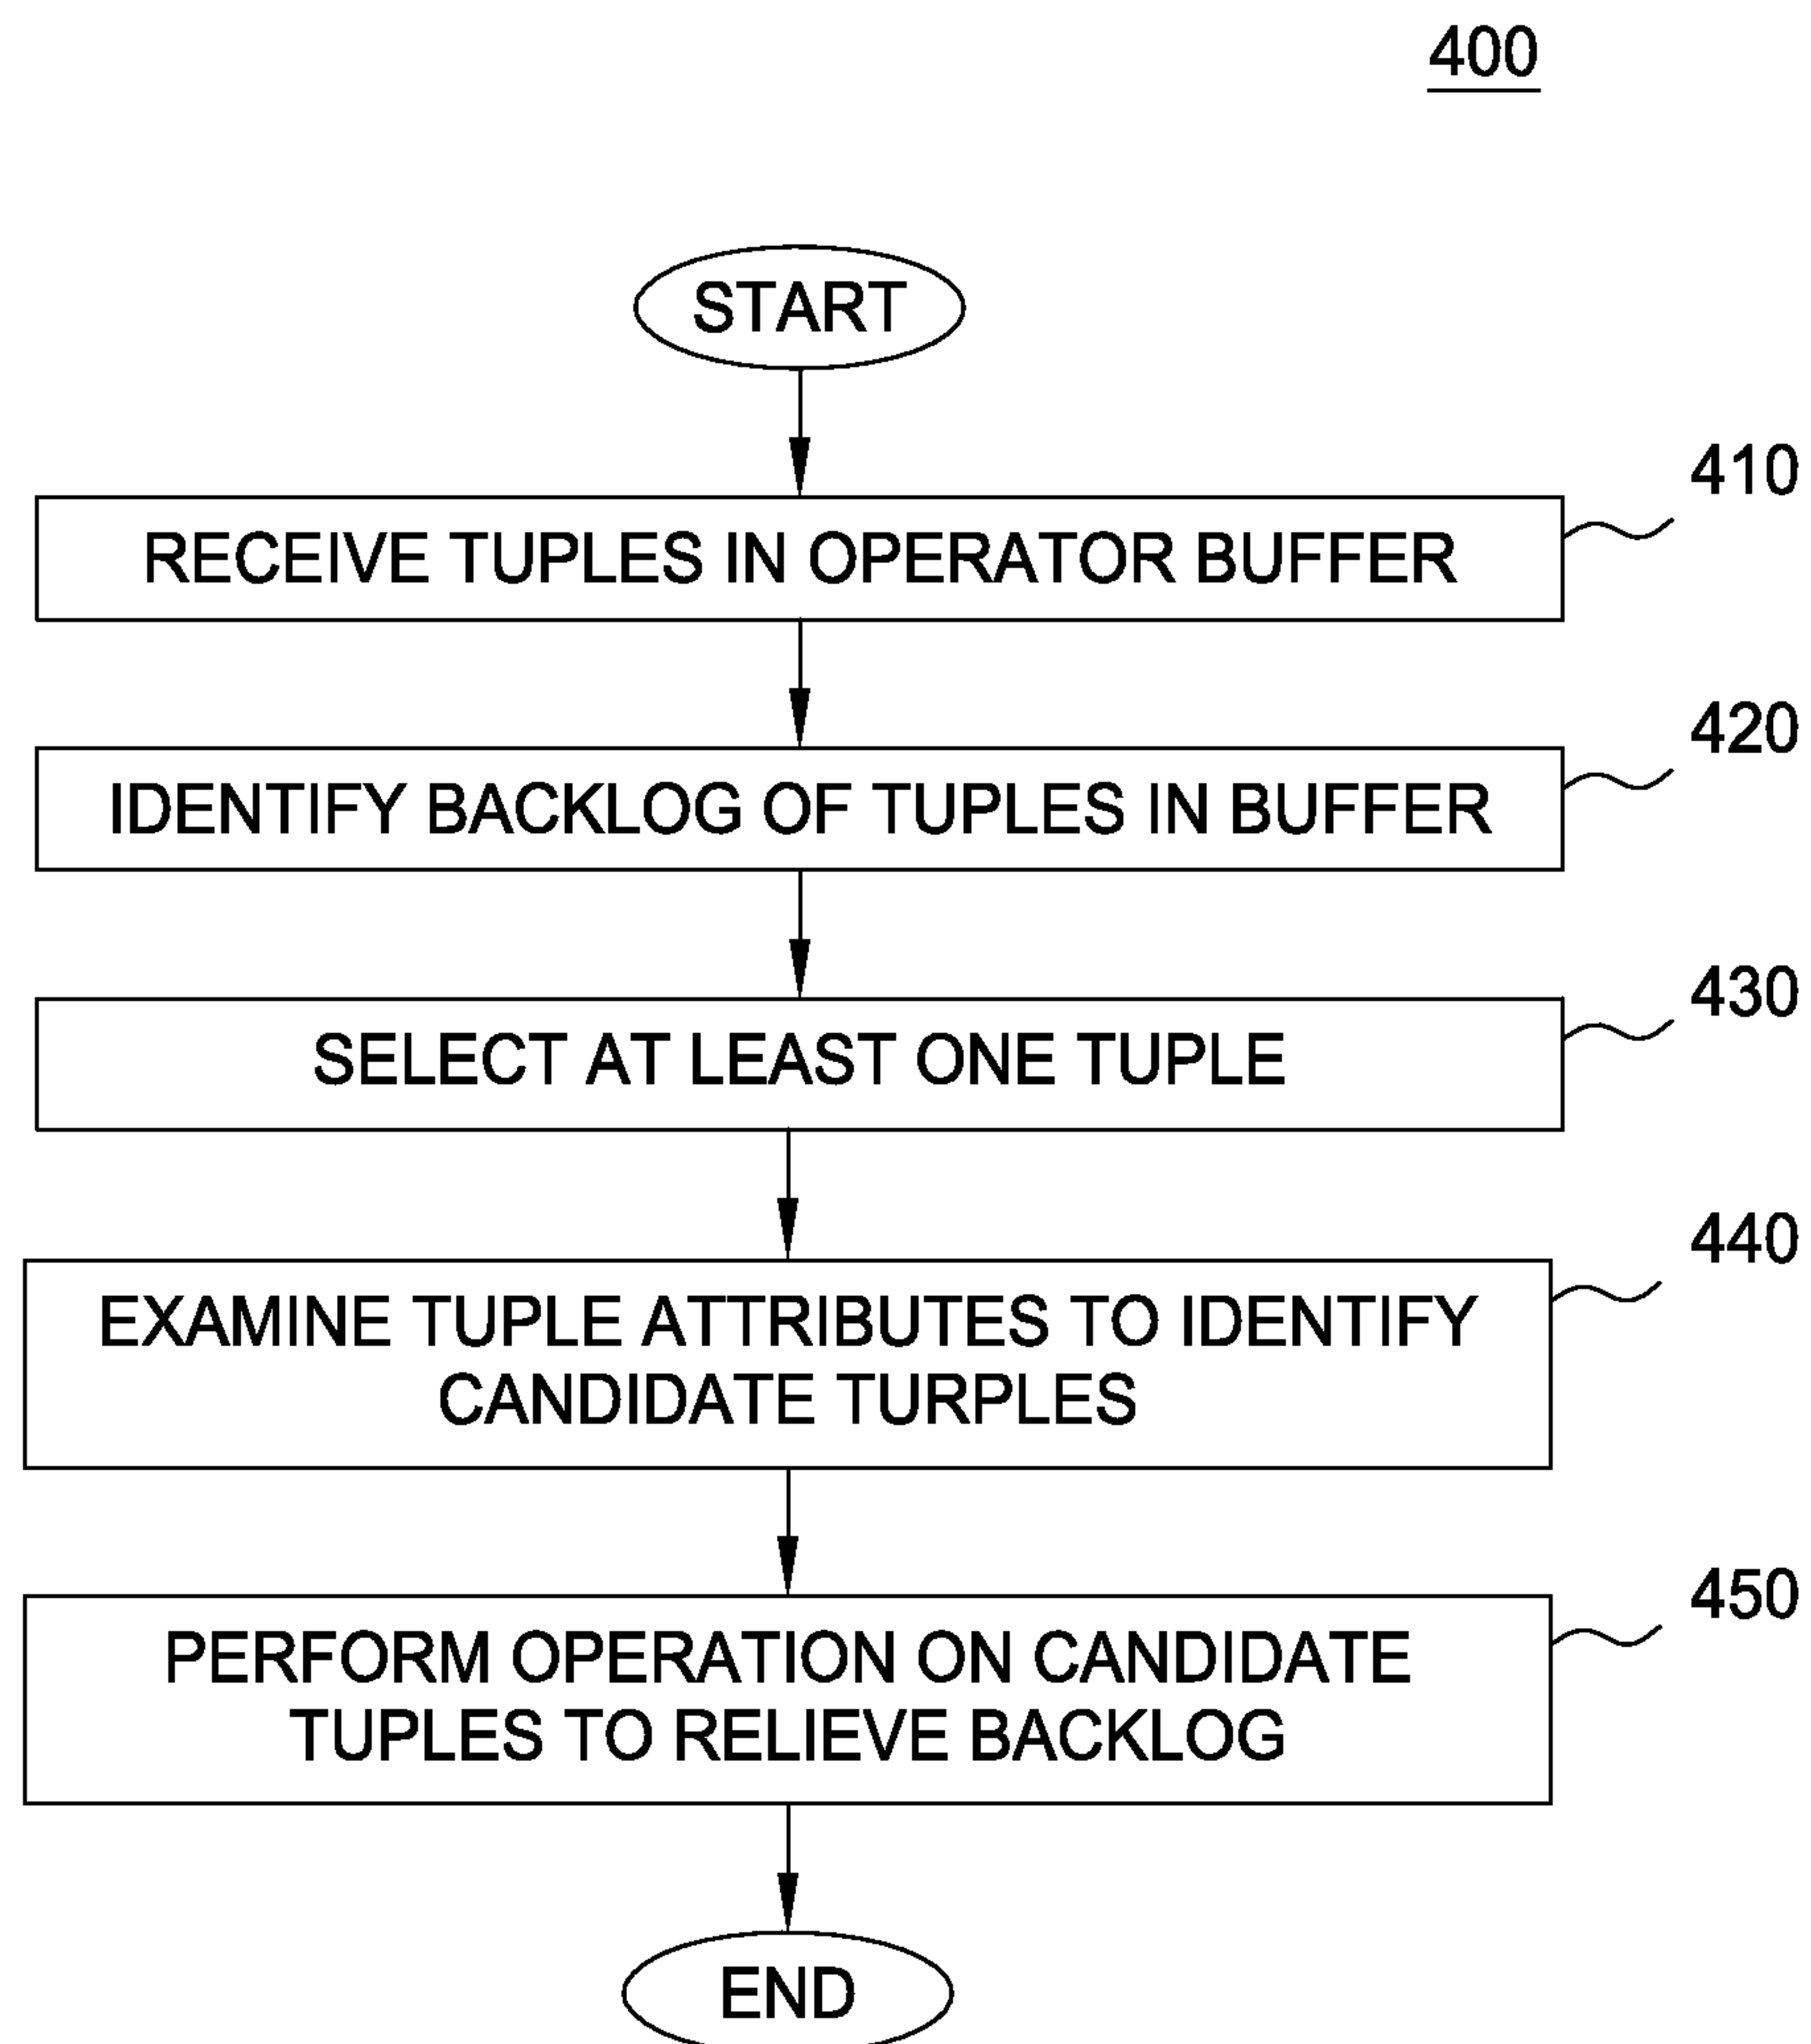 400
START
410
RECEIVE TUPLES IN OPERATOR BUFFER
420
IDENTIFY BACKLOG OF TUPLES IN BUFFER
430
SELECT AT LEAST ONE TUPLE
440
EXAMINE TUPLE ATTRIBUTES TO IDENTIFY
CANDIDATE TURPLES
450
PERFORM OPERATION ON CANDIDATE
TUPLES TO RELIEVE BACKLOG
END